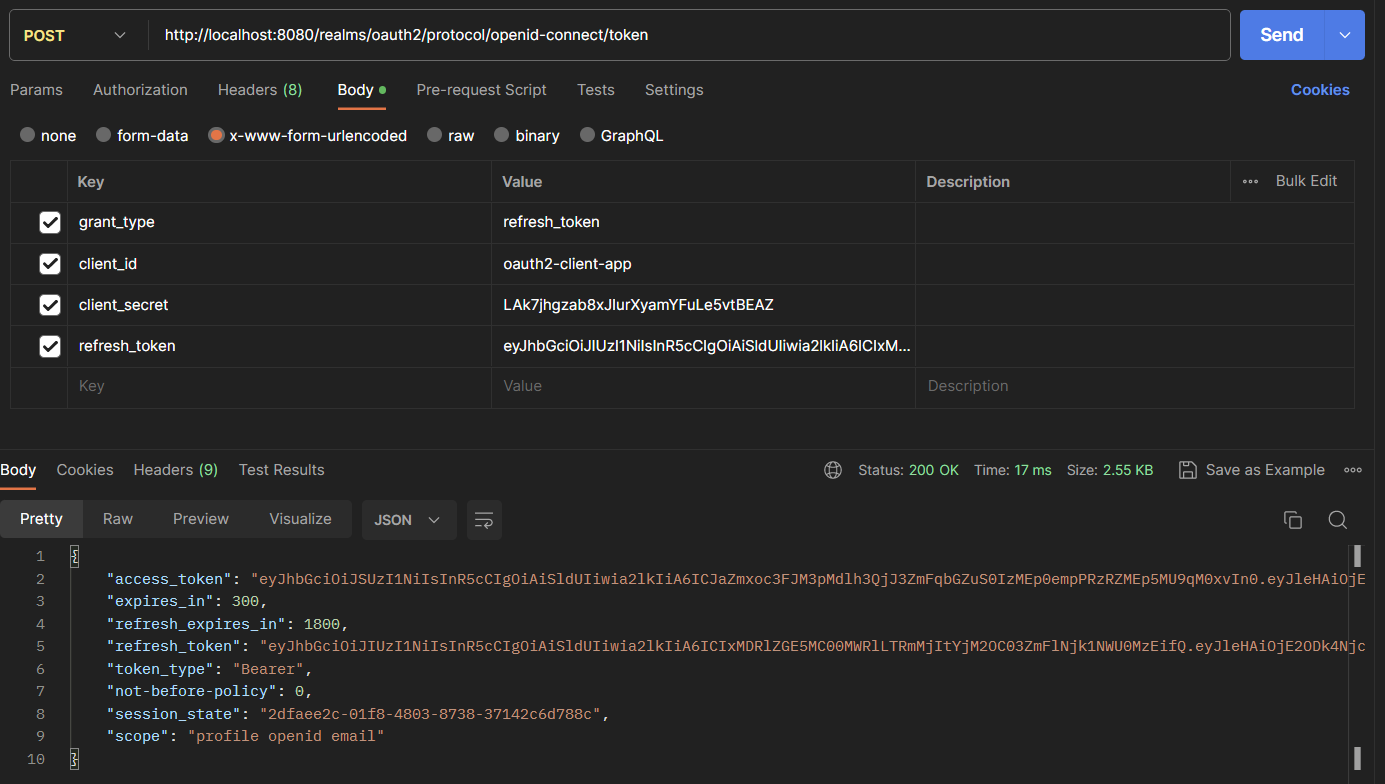 POST http://localhost:8080/realms/oauth2/protocol/openid-connect/token Send
Params Authorization Headers (8) Body Pre-request Script Tests Settings Cookies
none form-data x-www-form-urlencoded raw binary GraphQL
Key Value Description ••• Bulk Edit
grant_type refresh_token
client_id oauth2-client-app
client_secret LAk7jhgzab8xJlurXyamYFuLe5vtBEAZ
refresh_token eyJhbGciOiJIUzI1NiIsInR5cCIgOiAiSldUIiwia2lkIiA6ICIxM...
Key Value Description
Body Cookies Headers (9) Test Results Status: 200 OK Time: 17 ms Size: 2.55 KB Save as Example •••
Pretty Raw Preview Visualize JSON
1 {
2 "access_token": "eyJhbGciOiJSUzI1NiIsInR5cCIgOiAiSldUIiwia2lkIiA6ICJaZmxoc3FJM3pMdlh3QjJ3ZmFqbGZuS0IzMEp0empPRzRZMEp5MU9qM0xvIn0.eyJleHAiOjE
3 "expires_in": 300,
4 "refresh_expires_in": 1800,
5 "refresh_token": "eyJhbGciOiJIUzI1NiIsInR5cCIgOiAiSldUIiwia2lkIiA6ICIxMDRlZGE5MC00MWRlLTRmMjItYjM2OC03ZmFlNjk1NWU0MzEifQ.eyJleHAiOjE2ODk4Njc
6 "token_type": "Bearer",
7 "not-before-policy": 0,
8 "session_state": "2dfaee2c-01f8-4803-8738-37142c6d788c",
9 "scope": "profile openid email"
10 }